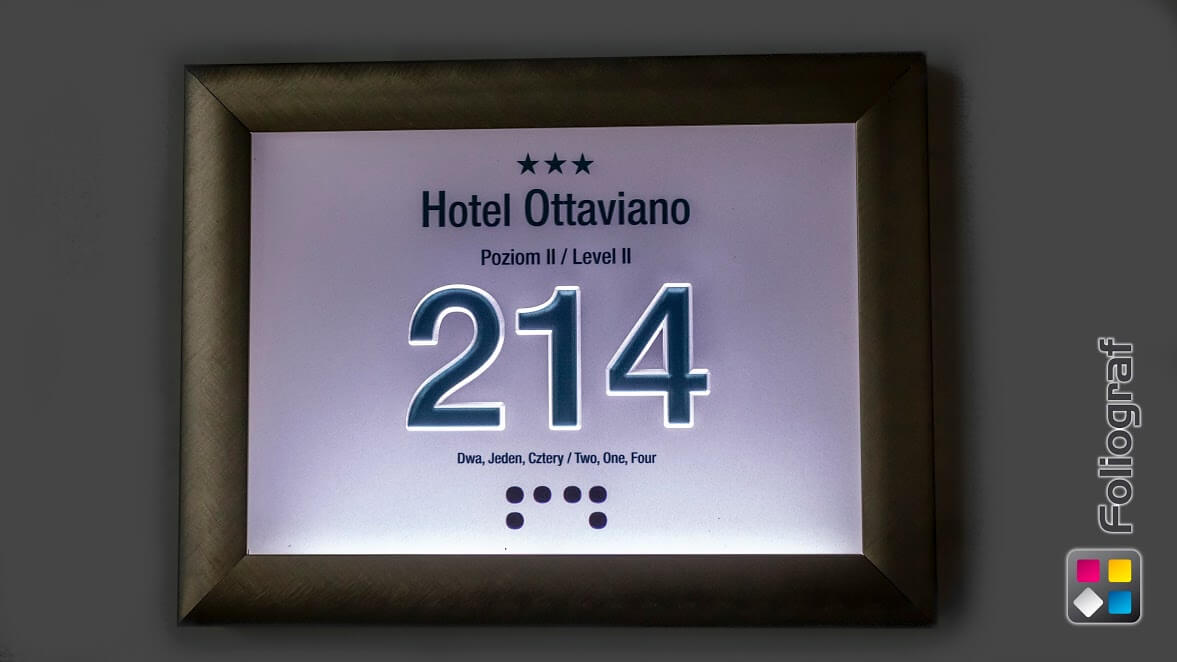 ★★★
Hotel Ottaviano
Poziom II / Level II
214
Dwa, Jeden, Cztery / Two, One, Four
⠃⠁⠙
Foliograf